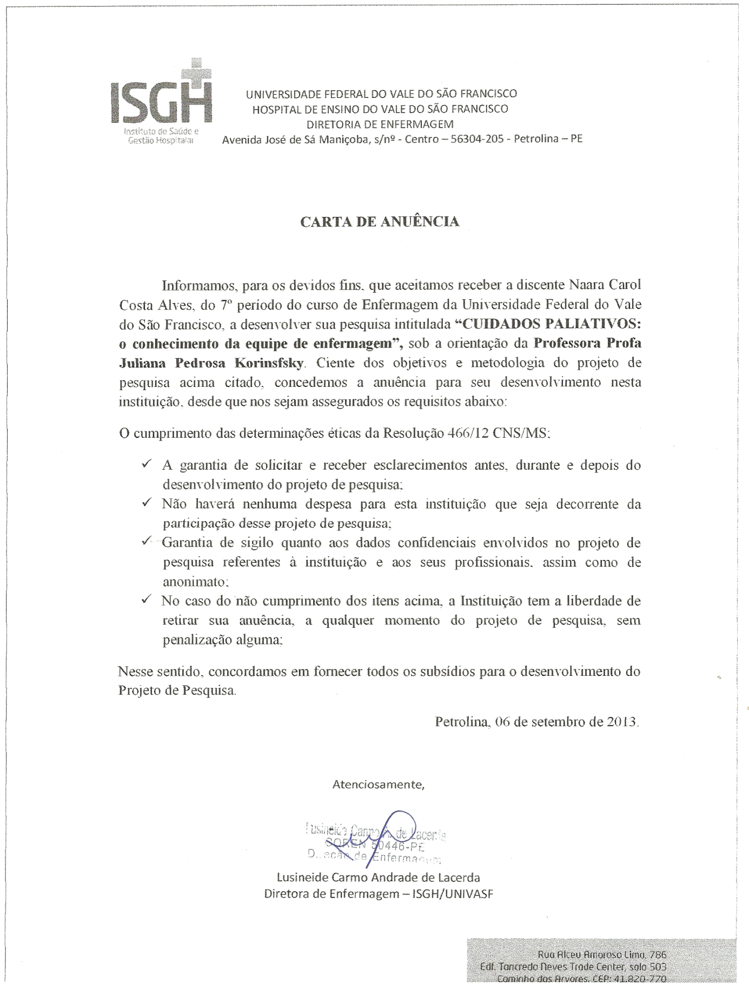 ISGH
Instituto de Saúde e
Gestão Hospitalar
UNIVERSIDADE FEDERAL DO VALE DO SÃO FRANCISCO
HOSPITAL DE ENSINO DO VALE DO SÃO FRANCISCO
DIRETORIA DE ENFERMAGEM
Avenida José de Sá Maniçoba, s/nº - Centro – 56304-205 - Petrolina – PE
CARTA DE ANUÊNCIA
Informamos, para os devidos fins, que aceitamos receber a discente Naara Carol
Costa Alves, do 7º período do curso de Enfermagem da Universidade Federal do Vale
do São Francisco, a desenvolver sua pesquisa intitulada “CUIDADOS PALIATIVOS:
o conhecimento da equipe de enfermagem”, sob a orientação da Professora Profa
Juliana Pedrosa Korinsfsky. Ciente dos objetivos e metodologia do projeto de
pesquisa acima citado, concedemos a anuência para seu desenvolvimento nesta
instituição, desde que nos sejam assegurados os requisitos abaixo:
O cumprimento das determinações éticas da Resolução 466/12 CNS/MS;
✓ A garantia de solicitar e receber esclarecimentos antes, durante e depois do
desenvolvimento do projeto de pesquisa;
✓ Não haverá nenhuma despesa para esta instituição que seja decorrente da
participação desse projeto de pesquisa;
✓ Garantia de sigilo quanto aos dados confidenciais envolvidos no projeto de
pesquisa referentes à instituição e aos seus profissionais, assim como de
anonimato;
✓ No caso do não cumprimento dos itens acima, a Instituição tem a liberdade de
retirar sua anuência, a qualquer momento do projeto de pesquisa, sem
penalização alguma;
Nesse sentido, concordamos em fornecer todos os subsídios para o desenvolvimento do
Projeto de Pesquisa.
Petrolina, 06 de setembro de 2013.
Atenciosamente,
Lusineide Carmo A. de Lacerda
COREN 50446-PE
Direção de Enfermagem
Lusineide Carmo Andrade de Lacerda
Diretora de Enfermagem – ISGH/UNIVASF
Rua Alceu Amoroso Lima, 786
Edf. Tancredo Neves Trade Center, sala 503
Caminho das Arvores, CEP: 41.820-770